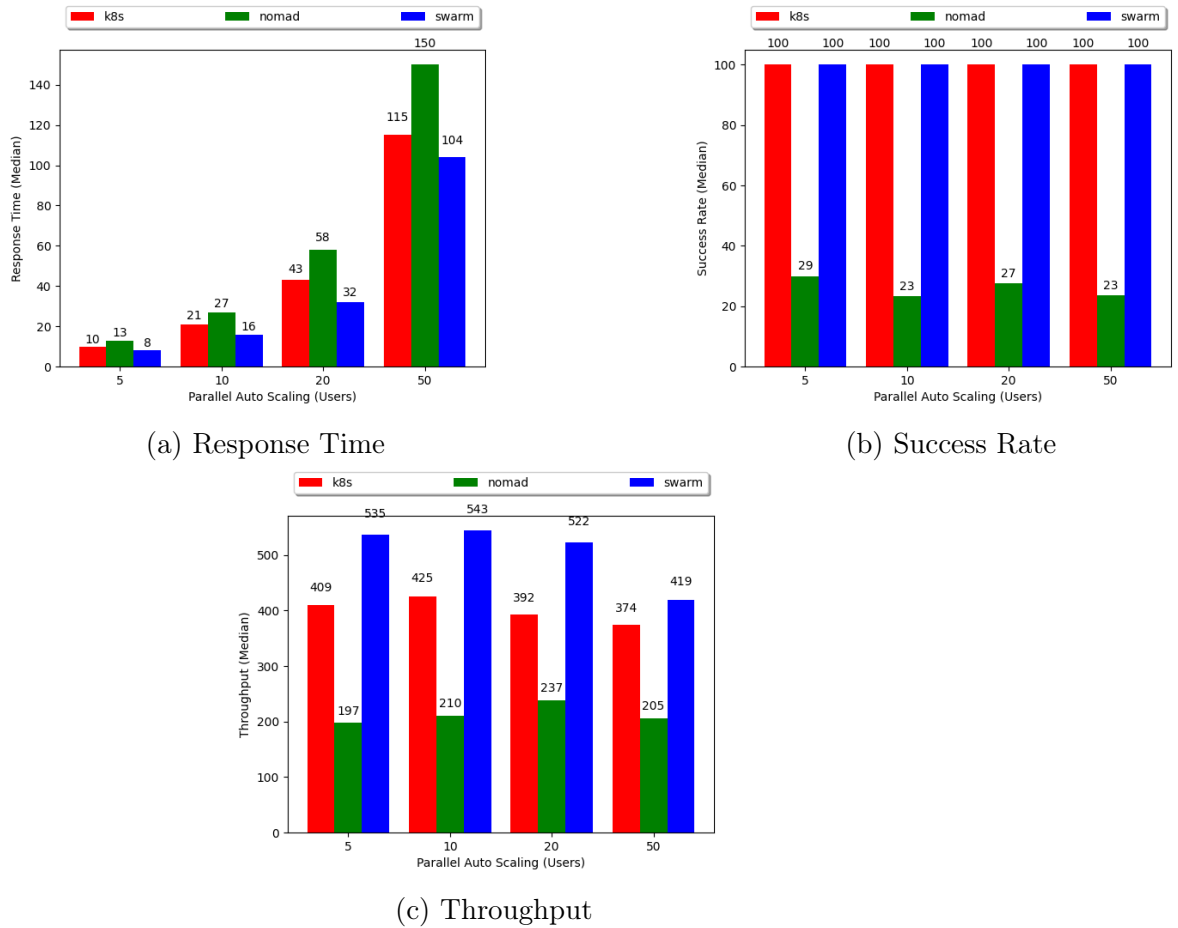 k8s nomad swarm
150
140
120
100
80
60
40
20
0
Response Time (Median)
10 13 8
21 27 16
43 58 32
115 104
5 10 20 50
Parallel Auto Scaling (Users)
(a) Response Time
k8s nomad swarm
100 100 100 100 100 100 100 100
100
80
60
40
20
0
Success Rate (Median)
29 23 27 23
5 10 20 50
Parallel Auto Scaling (Users)
(b) Success Rate
k8s nomad swarm
535 543 522
500
400
300
200
100
0
Throughput (Median)
409 425 392 374 419
197 210 237 205
5 10 20 50
Parallel Auto Scaling (Users)
(c) Throughput